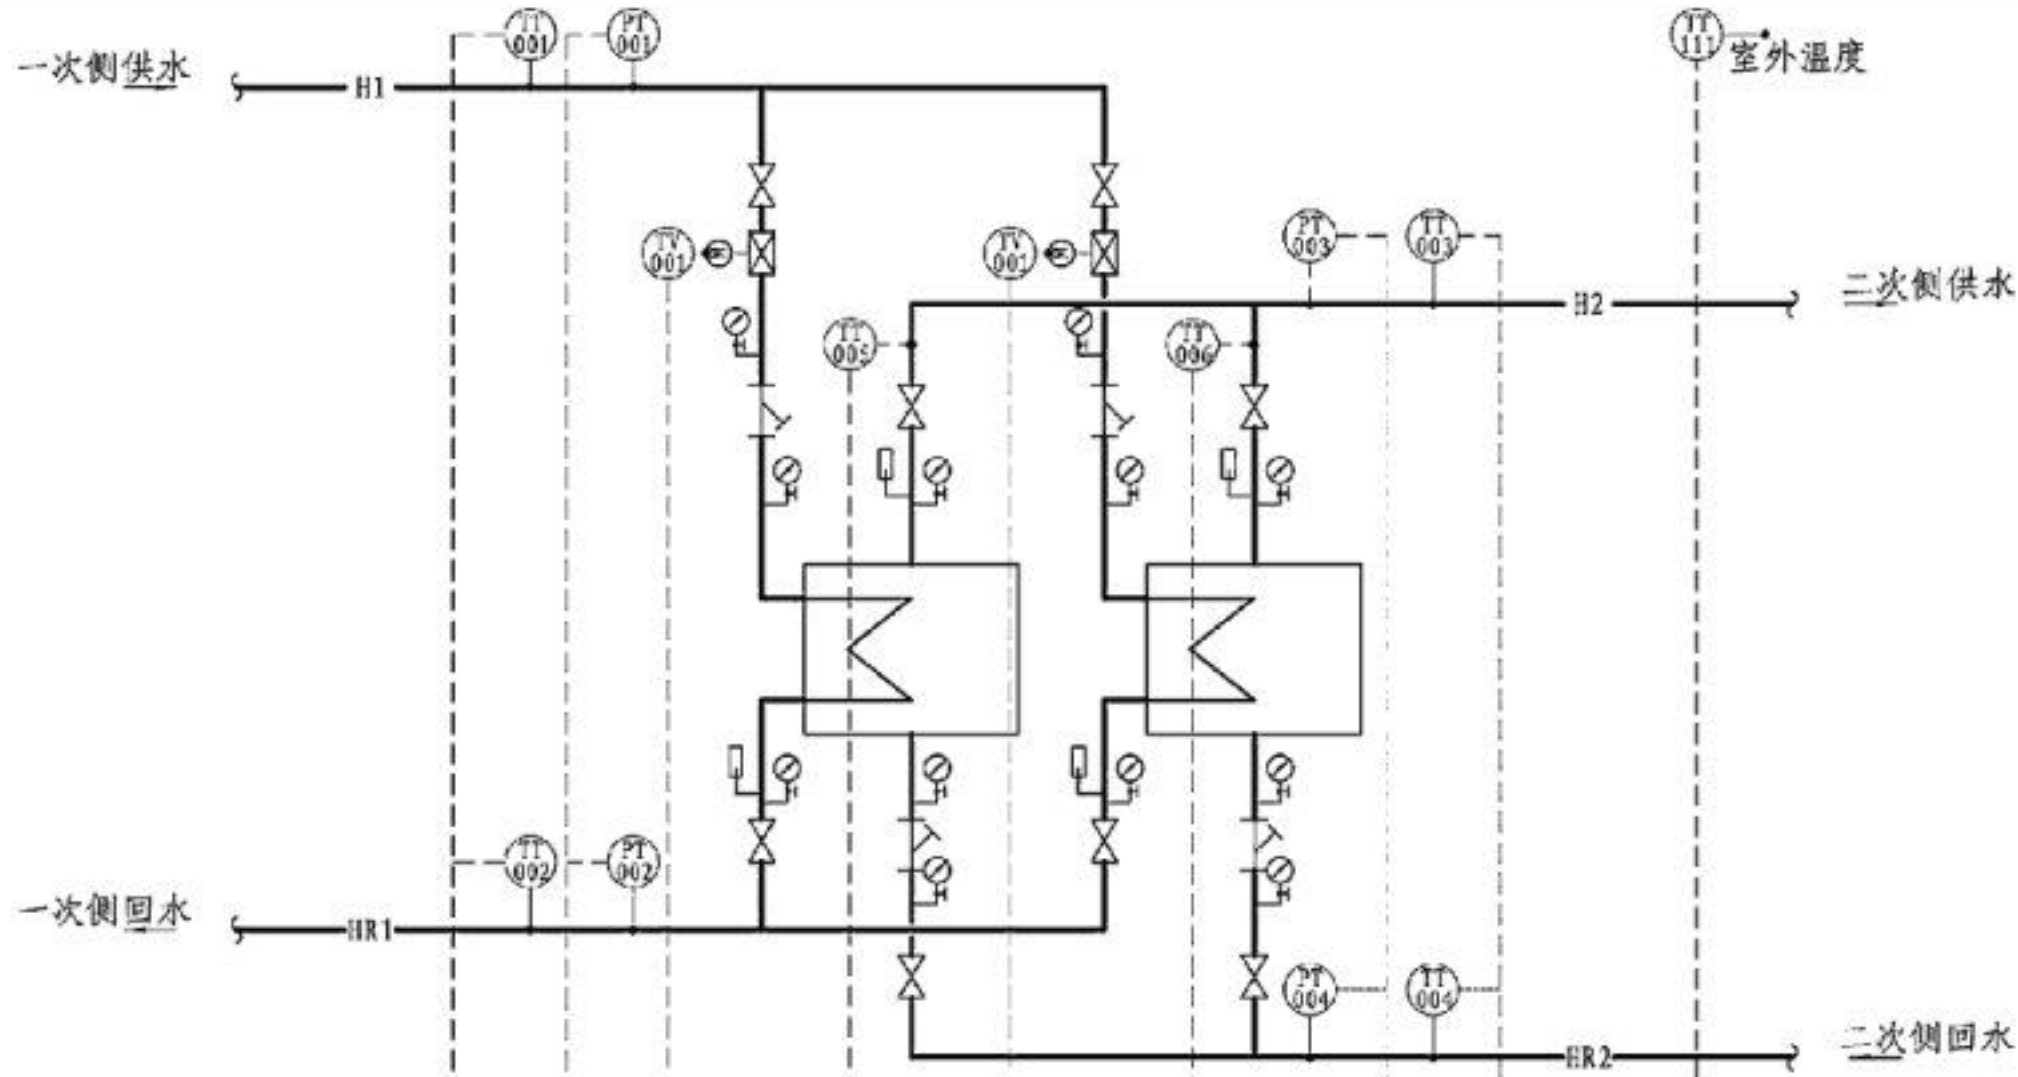 TT
001
PT
001
TT
111
室外温度
一次侧供水
H1
TV
001
TV
001
PT
003
TT
003
二次侧供水
H2
TT
005
TT
006
TT
002
PT
002
一次侧回水
HR1
PT
004
TT
004
二次侧回水
HR2